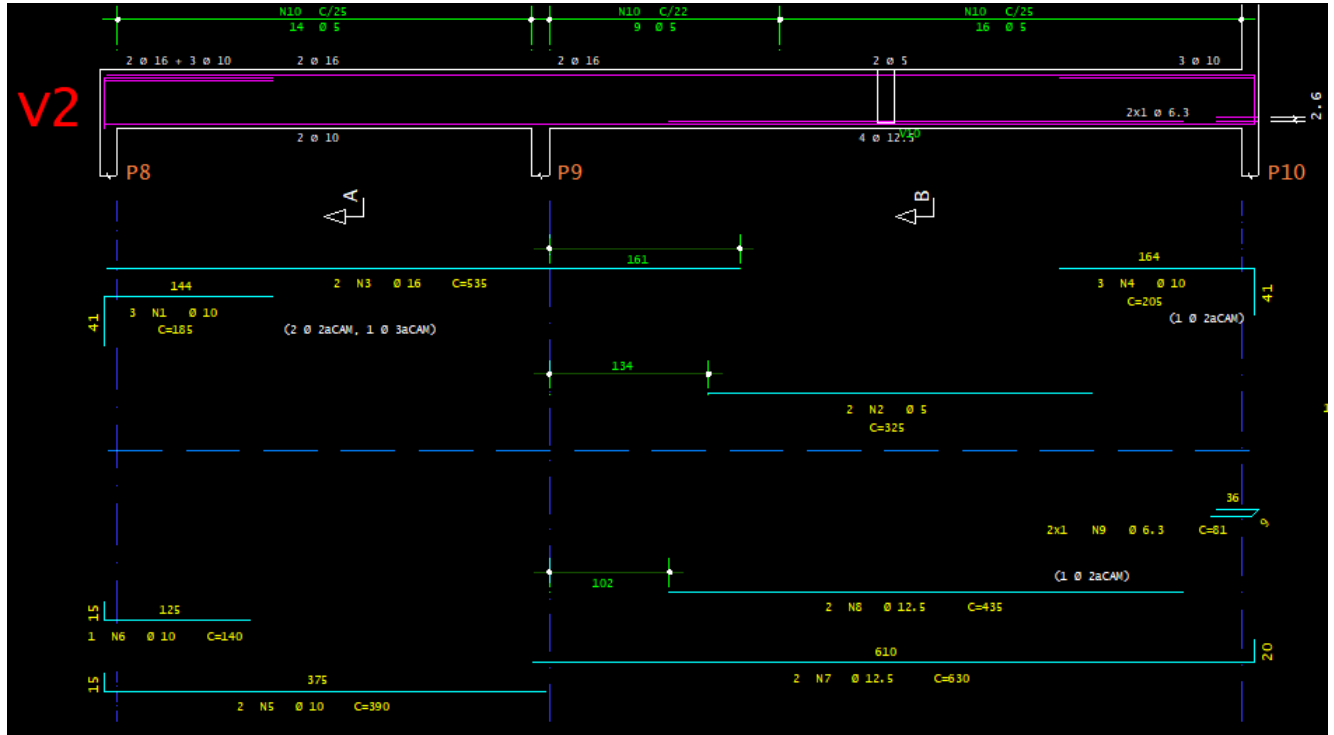 N10 C/25
14 Ø 5
N10 C/22
9 Ø 5
N10 C/25
16 Ø 5
2 Ø 16 + 3 Ø 10
2 Ø 16
2 Ø 16
2 Ø 5
3 Ø 10
V2
2x1 Ø 6.3
2.6
2 Ø 10
4 Ø 12.5
V10
P8
P9
P10
A
B
161
164
2 N3 Ø 16 C=535
3 N4 Ø 10
C=205
41
(1 Ø 2aCAM)
144
41
3 N1 Ø 10
C=185
(2 Ø 2aCAM, 1 Ø 3aCAM)
134
2 N2 Ø 5
C=325
1
36
9
2x1 N9 Ø 6.3 C=81
102
(1 Ø 2aCAM)
2 N8 Ø 12.5 C=435
15
125
1 N6 Ø 10 C=140
610
20
2 N7 Ø 12.5 C=630
15
375
2 N5 Ø 10 C=390